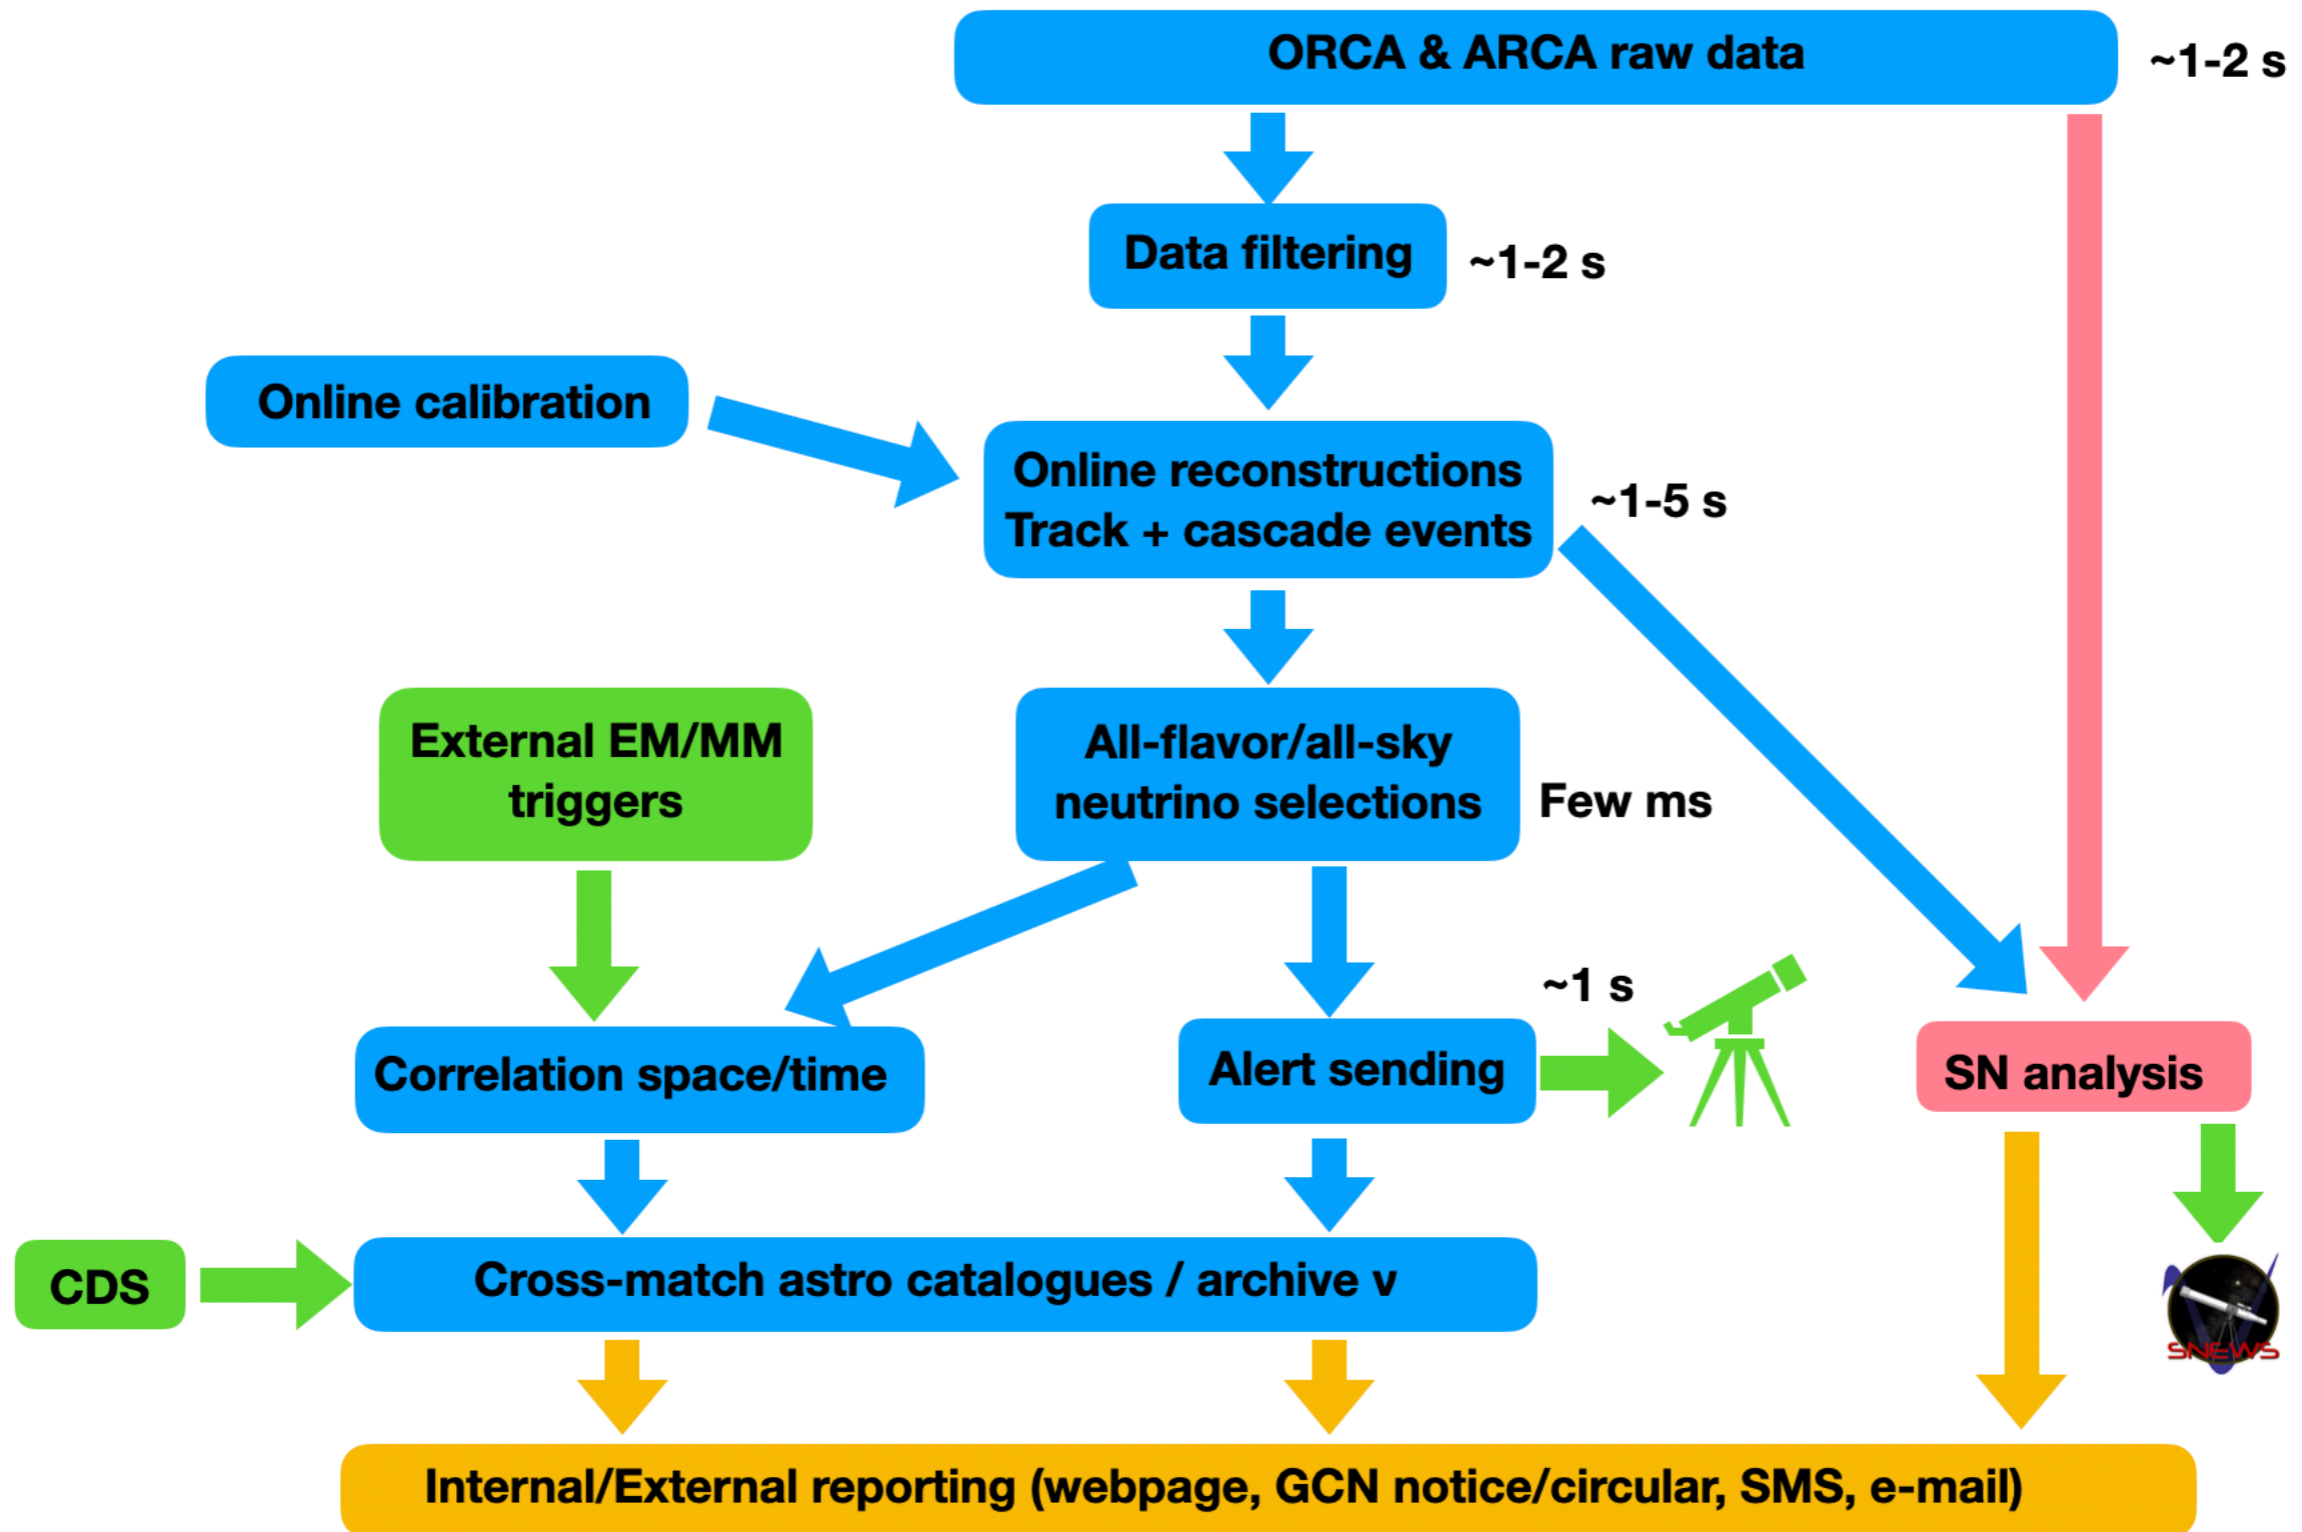 ORCA & ARCA raw data
~1-2 s
Data filtering
~1-2 s
Online calibration
Online reconstructions
Track + cascade events
~1-5 s
External EM/MM
triggers
All-flavor/all-sky
neutrino selections
Few ms
~1 s
Correlation space/time
Alert sending
SN analysis
CDS
Cross-match astro catalogues / archive ν
SNEWS
Internal/External reporting (webpage, GCN notice/circular, SMS, e-mail)